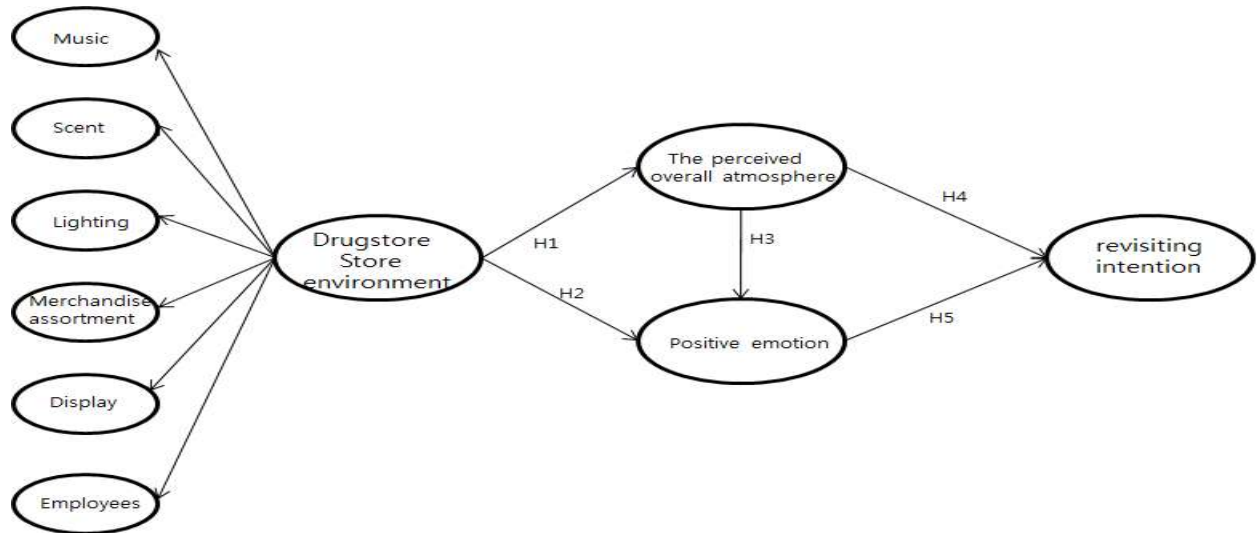 Music
Scent
Lighting
Merchandise
assortment
Display
Employees
Drugstore
Store
environment
H1
H2
The perceived
overall atmosphere
H3
Positive emotion
H4
H5
revisiting
intention